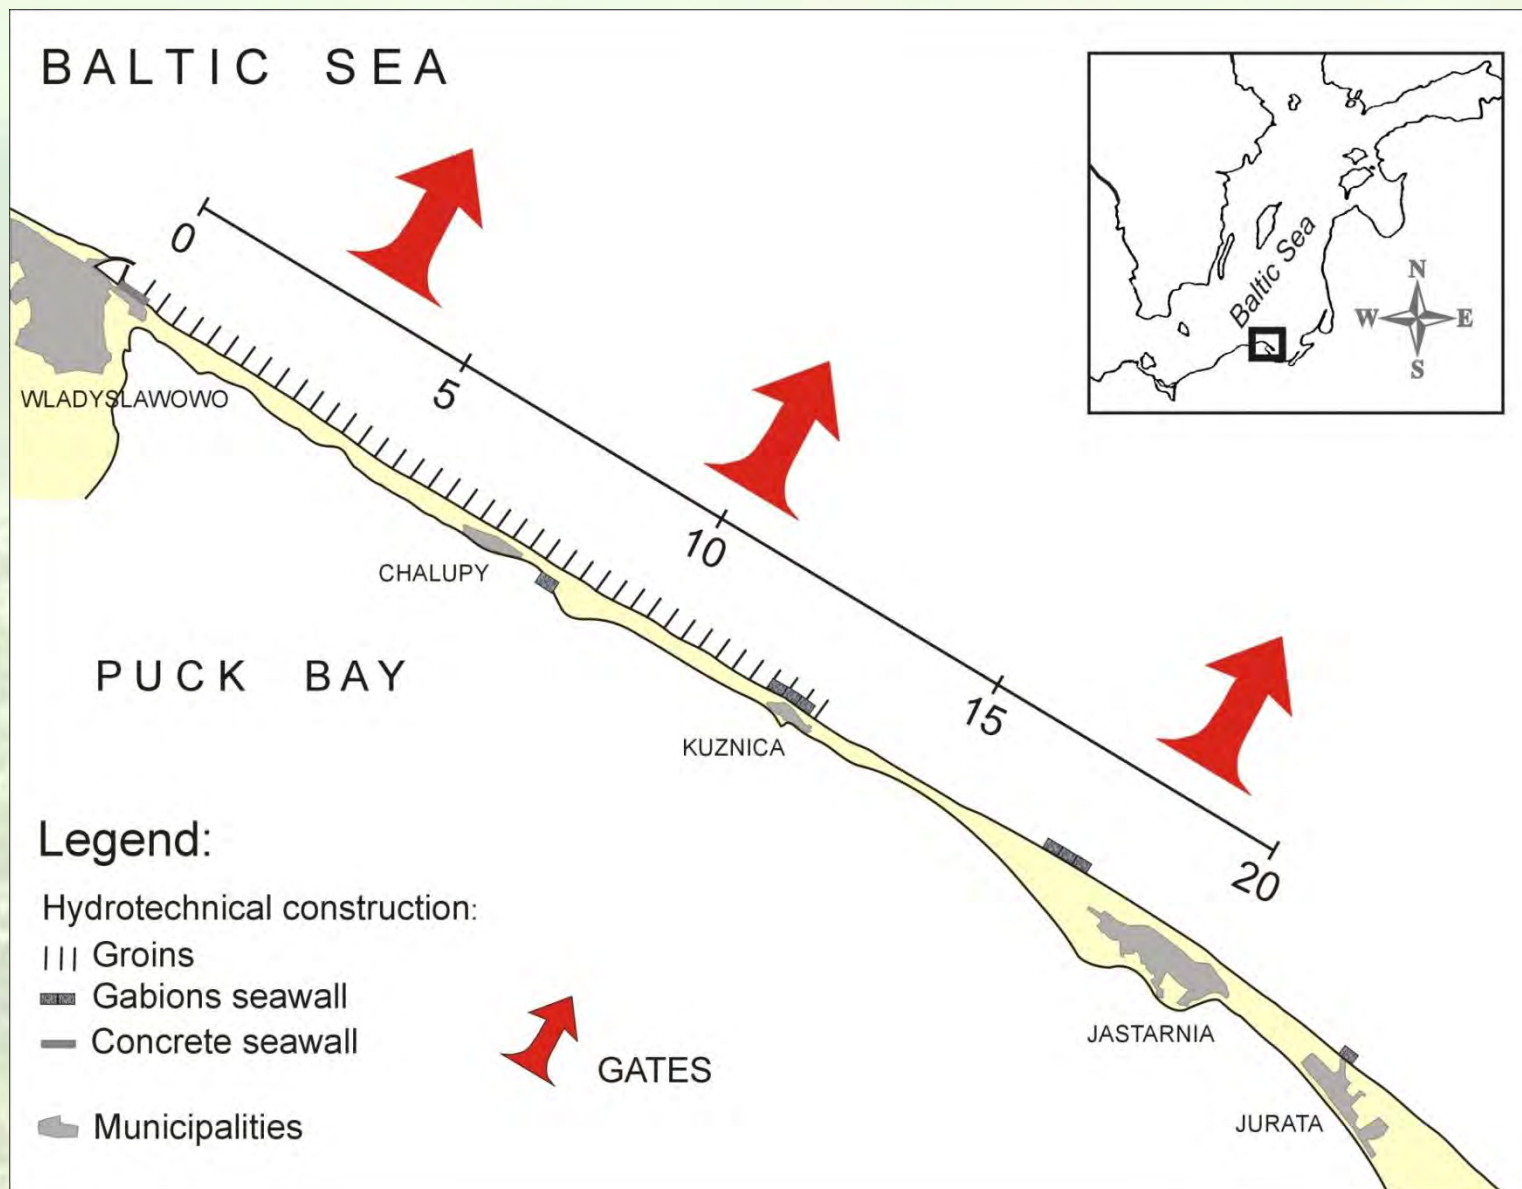 BALTIC SEA
0
5
10
15
20
WLADYSLAWOWO
CHALUPY
PUCK BAY
KUZNICA
JASTARNIA
JURATA
Baltic Sea
N
W
E
S
Legend:
Hydrotechnical construction:
Groins
Gabions seawall
Concrete seawall
GATES
Municipalities